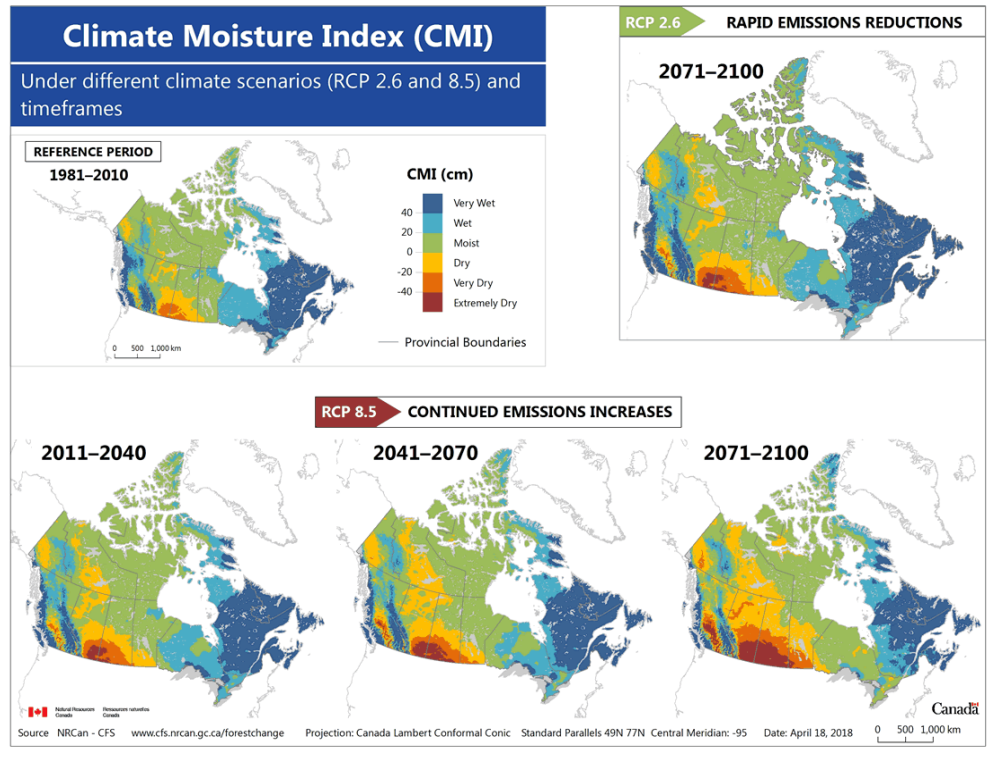 Climate Moisture Index (CMI)
Under different climate scenarios (RCP 2.6 and 8.5) and
timeframes
REFERENCE PERIOD
1981–2010
0 500 1,000 km
CMI (cm)
40
20
0
-20
-40
Very Wet
Wet
Moist
Dry
Very Dry
Extremely Dry
Provincial Boundaries
RCP 2.6
RAPID EMISSIONS REDUCTIONS
2071–2100
RCP 8.5
CONTINUED EMISSIONS INCREASES
2011–2040
2041–2070
2071–2100
Natural Resources
Canada
Ressources naturelles
Canada
Canada
Source NRCan - CFS www.cfs.nrcan.gc.ca/forestchange Projection: Canada Lambert Conformal Conic Standard Parallels 49N 77N Central Meridian: -95 Date: April 18, 2018
0 500 1,000 km